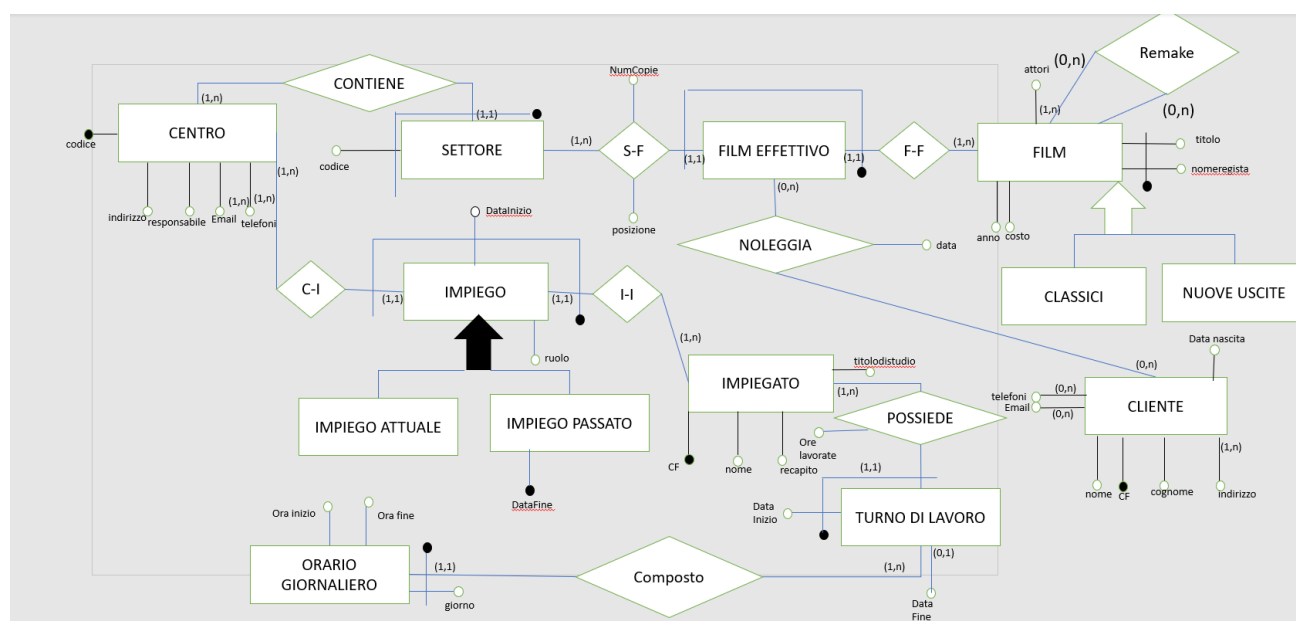 Remake
(0,n)
(0,n)
NumCopie
attori
CONTIENE
(1,n)
(1,1)
(1,n)
CENTRO
codice
SETTORE
codice
(1,n)
S-F
(1,1)
FILM EFFETTIVO
(1,1)
F-F
(1,n)
FILM
titolo
nomeregista
(1,n)
(0,n)
indirizzo
responsabile
Email
(1,n)
telefoni
(1,n)
posizione
anno
costo
DataInizio
NOLEGGIA
data
C-I
(1,1)
IMPIEGO
(1,1)
I-I
ruolo
CLASSICI
NUOVE USCITE
(1,n)
titolodistudio
Data nascita
(0,n)
IMPIEGATO
(1,n)
IMPIEGO ATTUALE
IMPIEGO PASSATO
POSSIEDE
telefoni
(0,n)
Email
(0,n)
CLIENTE
Ore
lavorate
CF
nome
recapito
(1,n)
(1,1)
nome
CF
cognome
indirizzo
DataFine
Ora inizio
Ora fine
Data
Inizio
TURNO DI LAVORO
ORARIO
GIORNALIERO
(1,1)
giorno
Composto
(1,n)
(0,1)
Data
Fine